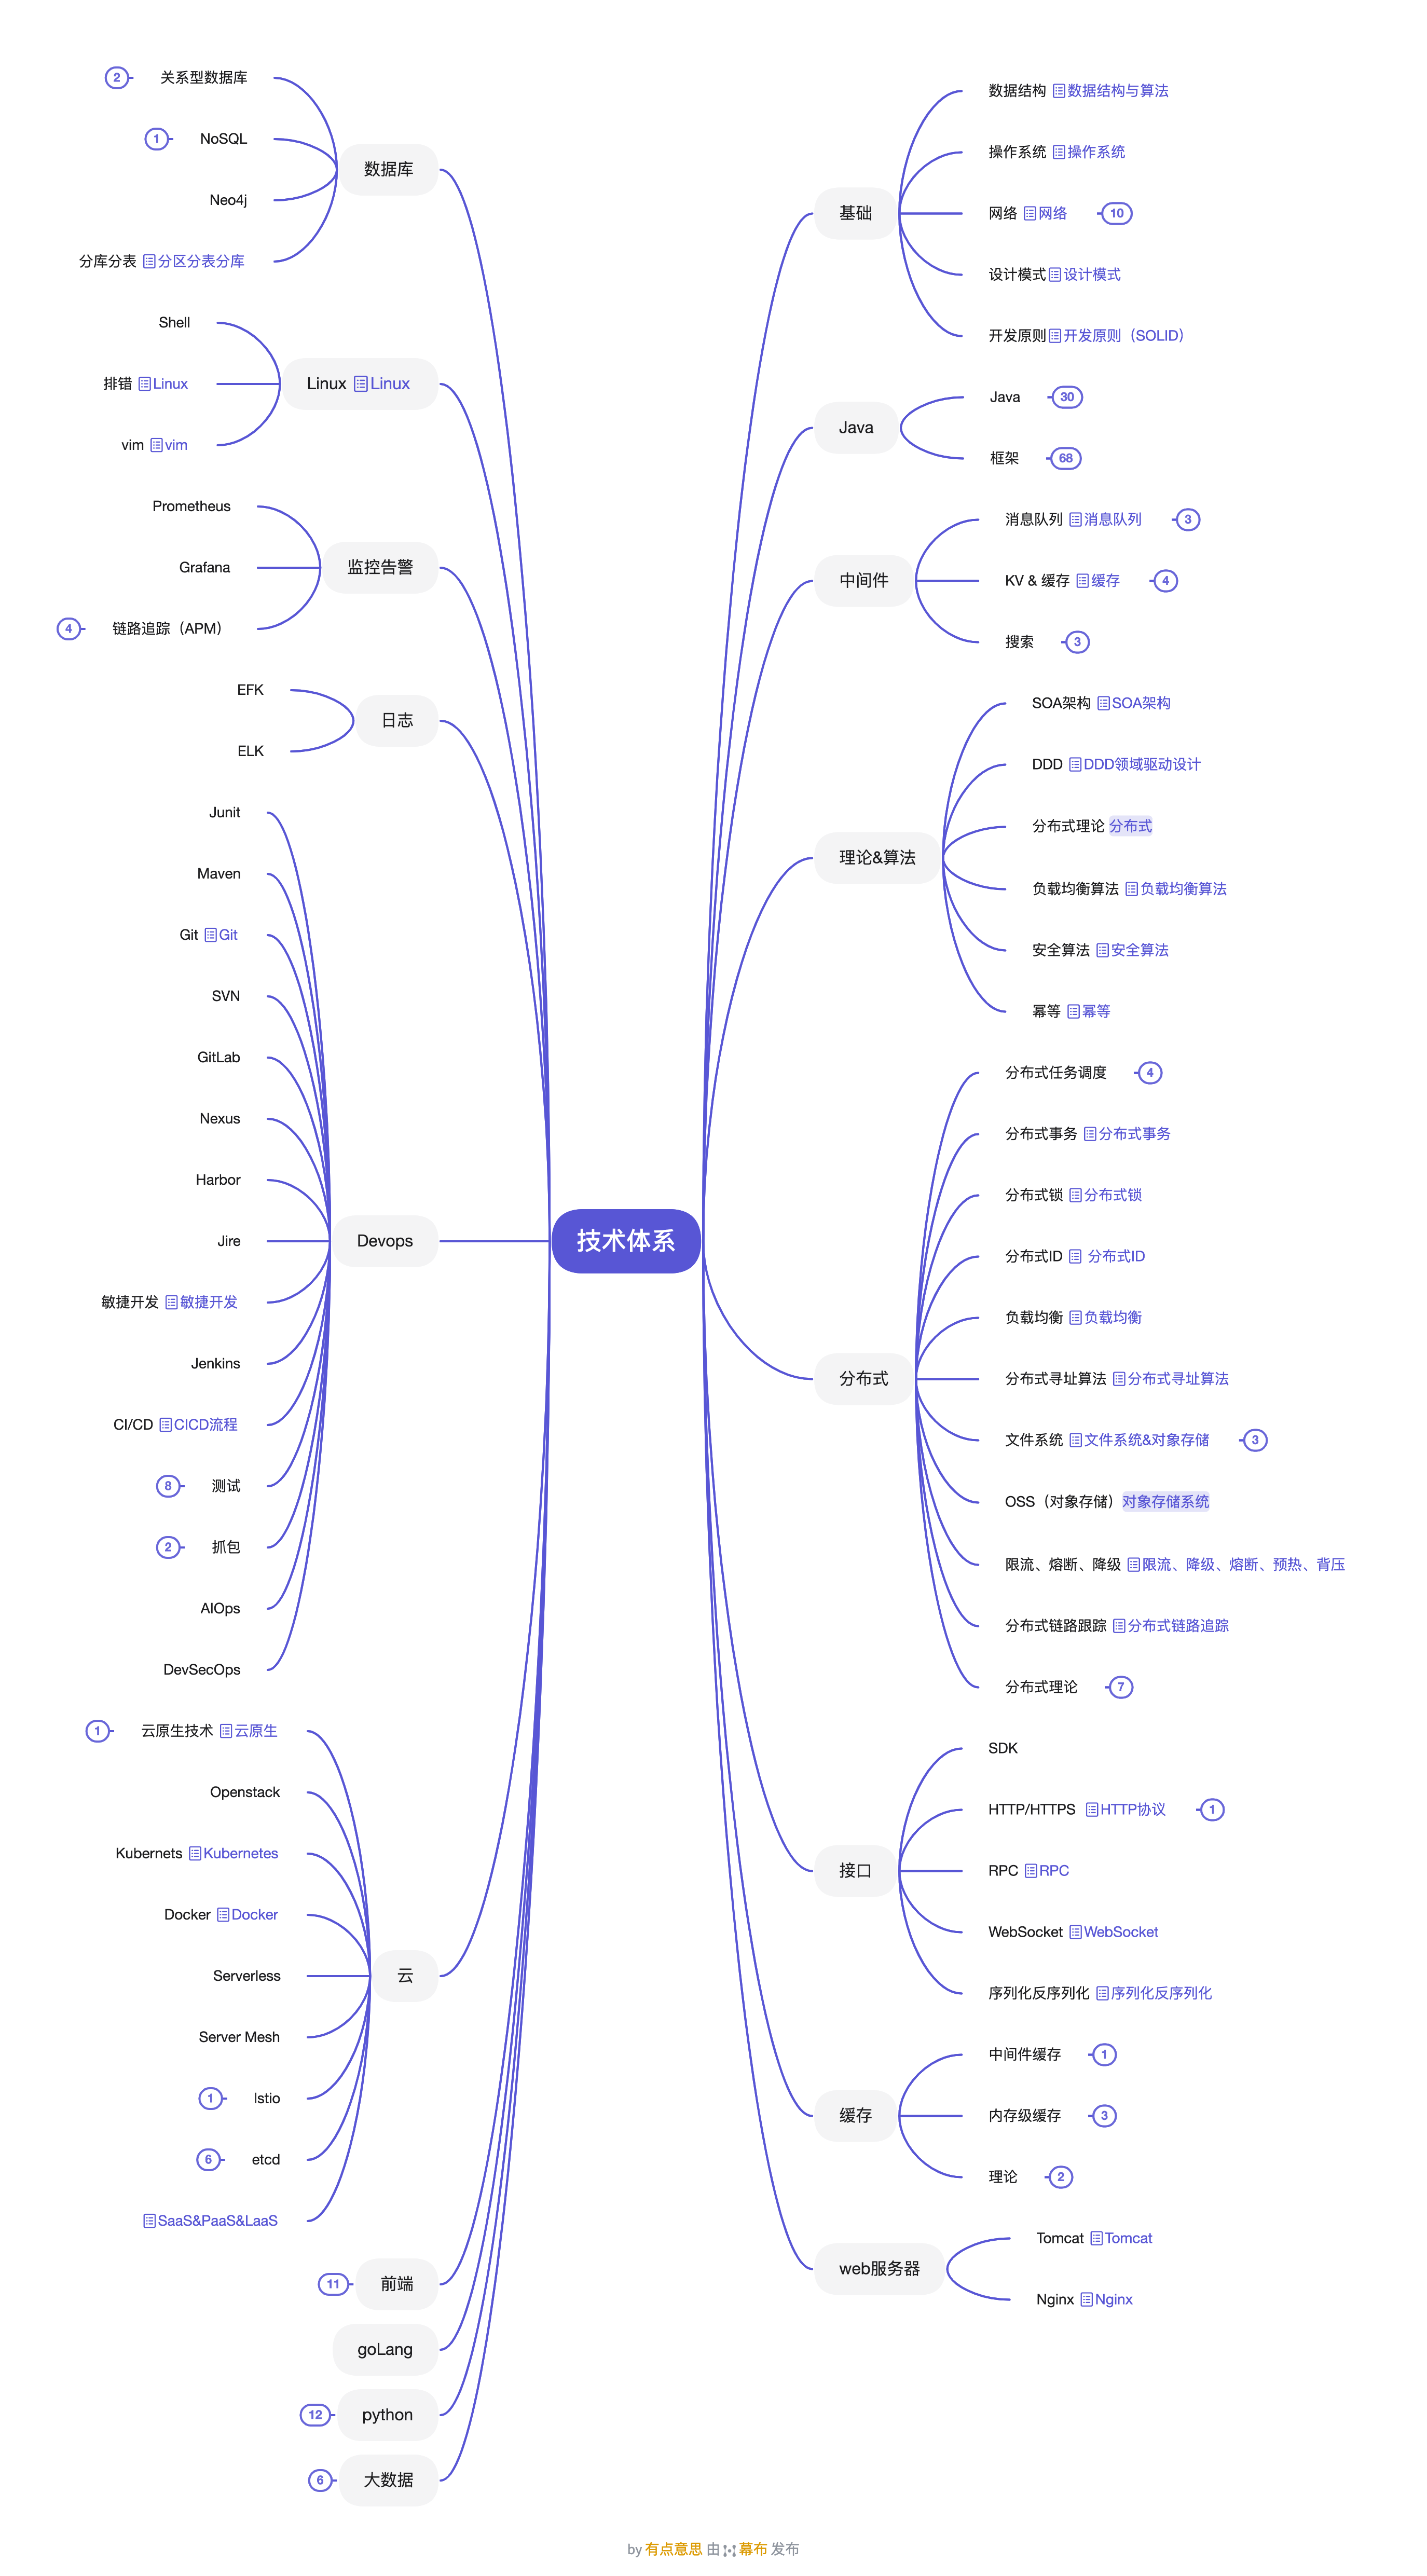 技术体系
基础
数据结构 数据结构与算法
操作系统 操作系统
网络 网络 10
设计模式 设计模式
开发原则 开发原则（SOLID）
Java
Java 30
框架 68
中间件
消息队列 消息队列 3
KV & 缓存 缓存 4
搜索 3
理论&算法
SOA架构 SOA架构
DDD DDD领域驱动设计
分布式理论 分布式
负载均衡算法 负载均衡算法
安全算法 安全算法
幂等 幂等
分布式
分布式任务调度 4
分布式事务 分布式事务
分布式锁 分布式锁
分布式ID 分布式ID
负载均衡 负载均衡
分布式寻址算法 分布式寻址算法
文件系统 文件系统&对象存储 3
OSS（对象存储）对象存储系统
限流、熔断、降级 限流、降级、熔断、预热、背压
分布式链路跟踪 分布式链路追踪
分布式理论 7
接口
SDK
HTTP/HTTPS HTTP协议 1
RPC RPC
WebSocket WebSocket
序列化反序列化 序列化反序列化
缓存
中间件缓存 1
内存级缓存 3
理论 2
web服务器
Tomcat Tomcat
Nginx Nginx
数据库
2 关系型数据库
1 NoSQL
Neo4j
分库分表 分区分表分库
Linux Linux
Shell
排错 Linux
vim vim
监控告警
Prometheus
Grafana
4 链路追踪（APM）
日志
EFK
ELK
Devops
Junit
Maven
Git Git
SVN
GitLab
Nexus
Harbor
Jire
敏捷开发 敏捷开发
Jenkins
CI/CD CICD流程
8 测试
2 抓包
AIOps
DevSecOps
云
1 云原生技术 云原生
Openstack
Kubernets Kubernetes
Docker Docker
Serverless
Server Mesh
1 Istio
6 etcd
SaaS&PaaS&LaaS
11 前端
goLang
12 python
6 大数据
by 有点意思 由 幕布 发布